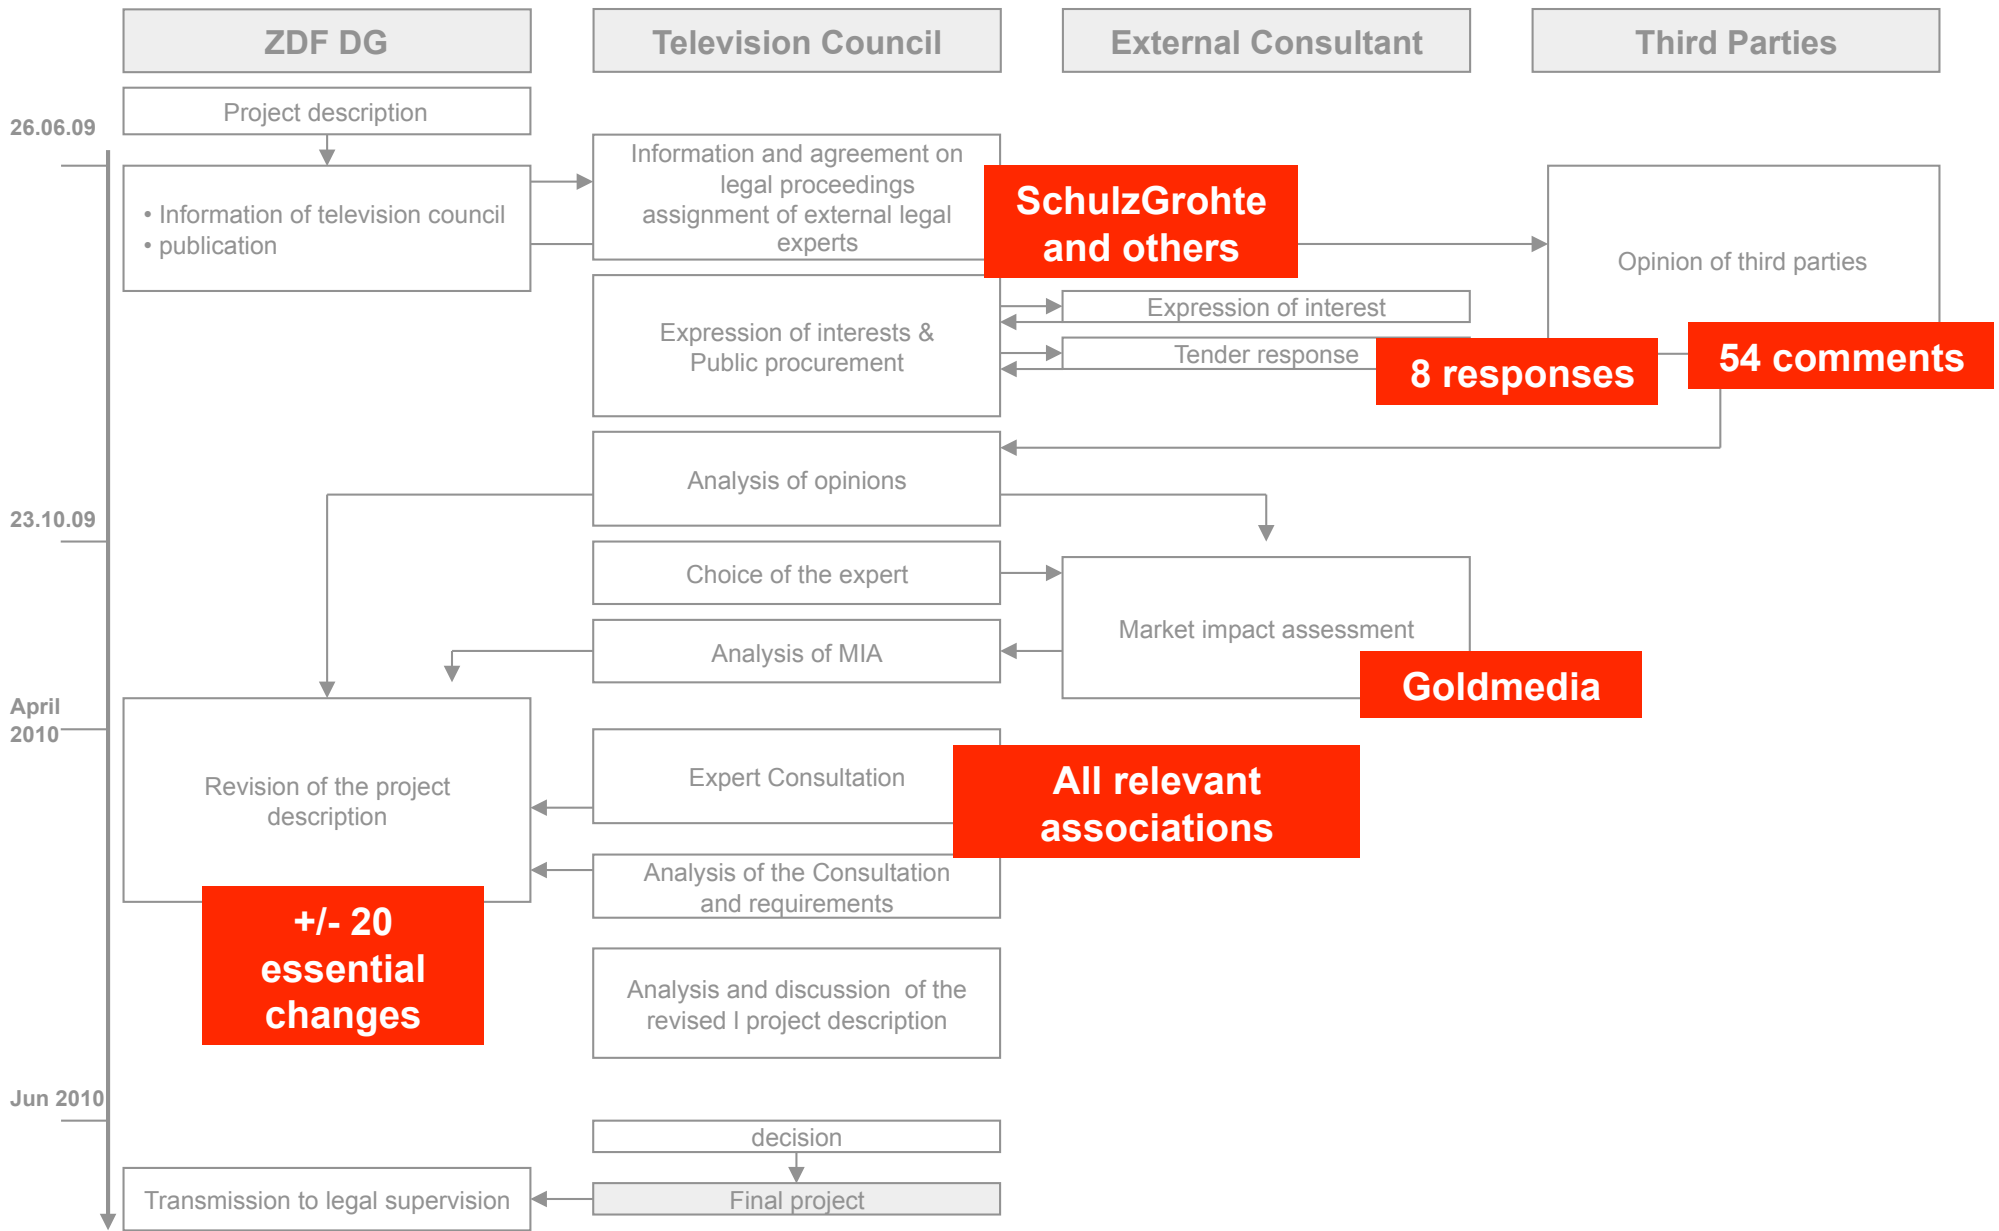 ZDF DG
Television Council
External Consultant
Third Parties
26.06.09
Project description
• Information of television council
• publication
Information and agreement on
legal proceedings
assignment of external legal
experts
SchulzGrohte
and others
Opinion of third parties
Expression of interests &
Public procurement
Expression of interest
Tender response
8 responses
54 comments
Analysis of opinions
23.10.09
Choice of the expert
Market impact assessment
Analysis of MIA
Goldmedia
April
2010
Revision of the project
description
Expert Consultation
All relevant
associations
Analysis of the Consultation
and requirements
+/- 20
essential
changes
Analysis and discussion of the
revised l project description
Jun 2010
decision
Transmission to legal supervision
Final project